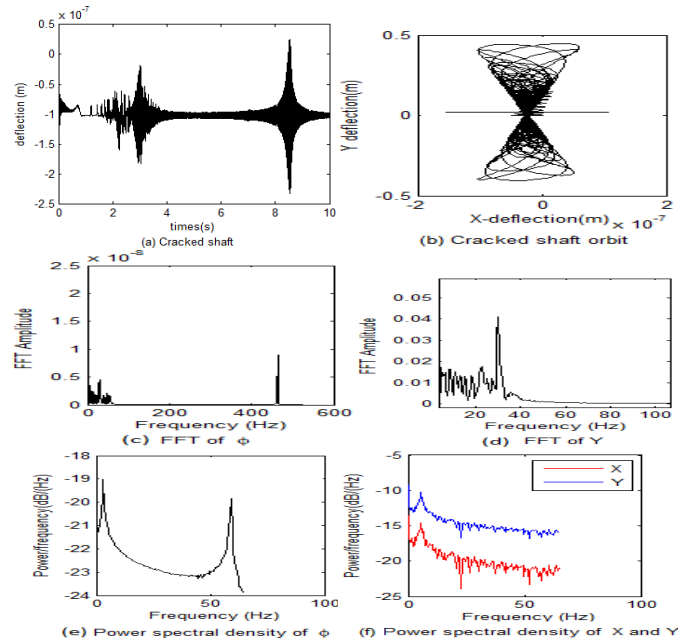 x 10⁻⁷
0.5
0
-0.5
-1
-1.5
-2
-2.5
deflection (m)
0 2 4 6 8 10
times(s)
(a) Cracked shaft
0.5
0
-0.5
Y deflection(m)
-2 0 2
X-deflection(m) x 10⁻⁷
(b) Cracked shaft orbit
x 10⁻⁸
2.5
2
1.5
1
0.5
0
FFT Amplitude
0 200 400 600
Frequency (Hz)
(c) FFT of ϕ
0.05
0.04
0.03
0.02
0.01
0
FFT Amplitude
20 40 60 80 100
Frequency (Hz)
(d) FFT of Y
-18
-19
-20
-21
-22
-23
-24
Power/frequency(dB/(Hz)
0 50 100
Frequency (Hz)
(e) Power spectral density of ϕ
-5
-10
-15
-20
-25
Power/frequency(dB/(Hz)
X
Y
0 50 100
Frequency (Hz)
(f) Power spectral density of X and Y